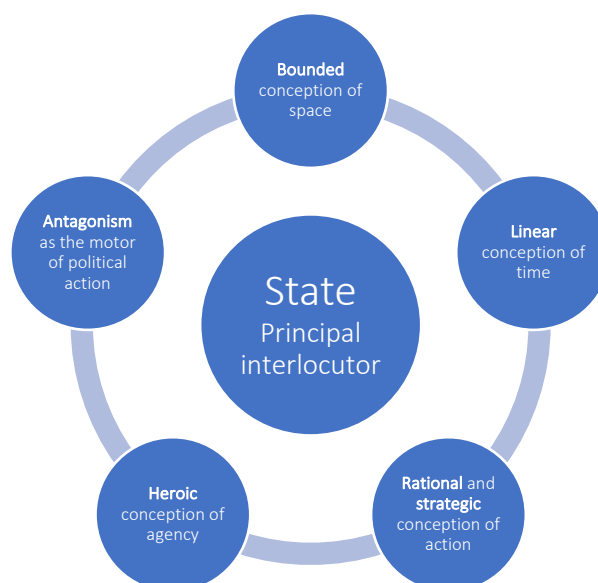 Bounded
conception of
space
Linear
conception of
time
Rational and
strategic
conception of
action
Heroic
conception of
agency
Antagonism
as the motor
of political
action
State
Principal
interlocutor